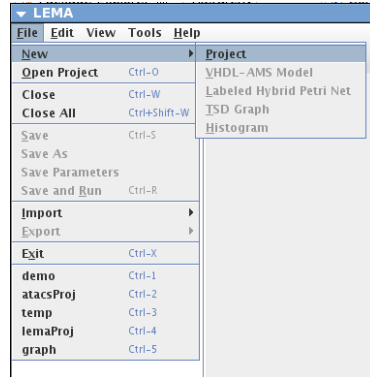 LEMA
File Edit View Tools Help
New
Open Project Ctrl-O
Close Ctrl-W
Close All Ctrl+Shift-W
Save Ctrl-S
Save As
Save Parameters
Save and Run Ctrl-R
Import
Export
Exit Ctrl-X
demo Ctrl-1
atacsProj Ctrl-2
temp Ctrl-3
lemaProj Ctrl-4
graph Ctrl-5
Project
VHDL-AMS Model
Labeled Hybrid Petri Net
TSD Graph
Histogram